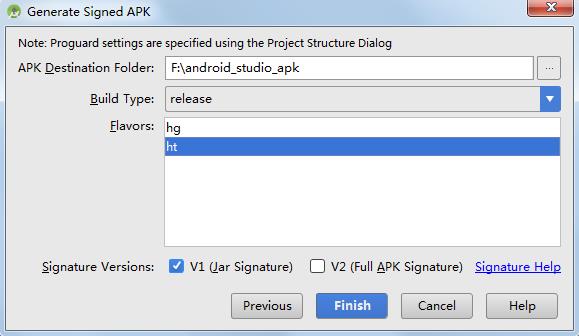 Generate Signed APK
Note: Proguard settings are specified using the Project Structure Dialog
APK Destination Folder: F:\android_studio_apk ...
Build Type: release
Flavors: hg
ht
Signature Versions: V1 (Jar Signature) V2 (Full APK Signature) Signature Help
Previous Finish Cancel Help